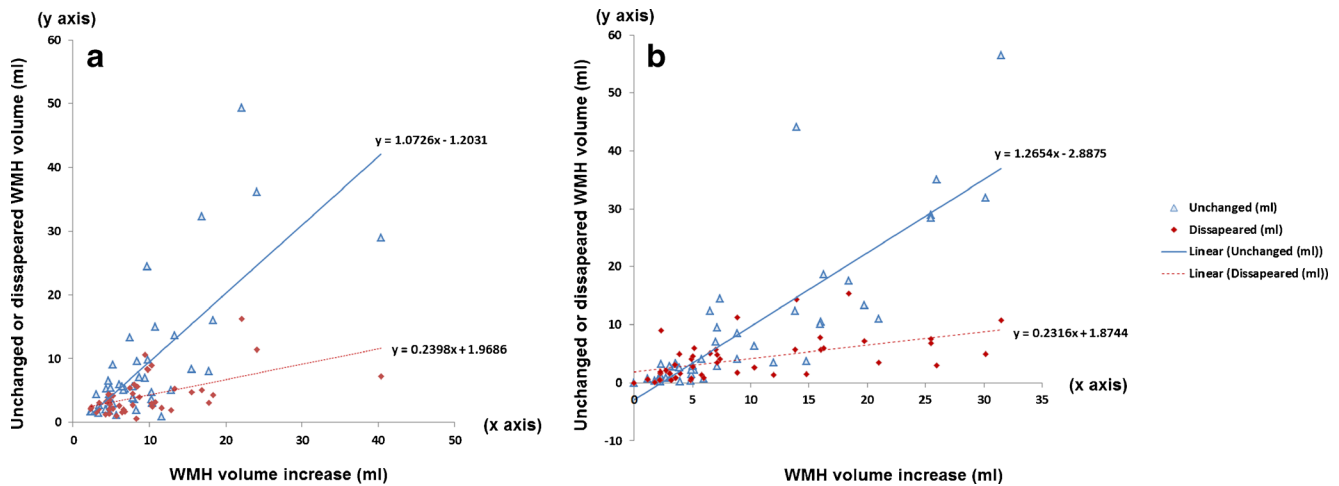 (y axis)
a
Unchanged or dissapeared WMH volume (ml)
60
50
40
30
20
10
0
y = 1.0726x - 1.2031
y = 0.2398x + 1.9686
(x axis)
0 10 20 30 40 50
WMH volume increase (ml)
(y axis)
b
Unchanged or disappeared WMH volume (ml)
60
50
40
30
20
10
0
-10
y = 1.2654x - 2.8875
y = 0.2316x + 1.8744
(x axis)
0 5 10 15 20 25 30 35
WMH volume increase (ml)
Unchanged (ml)
Dissapeared (ml)
Linear (Unchanged (ml))
Linear (Dissapeared (ml))